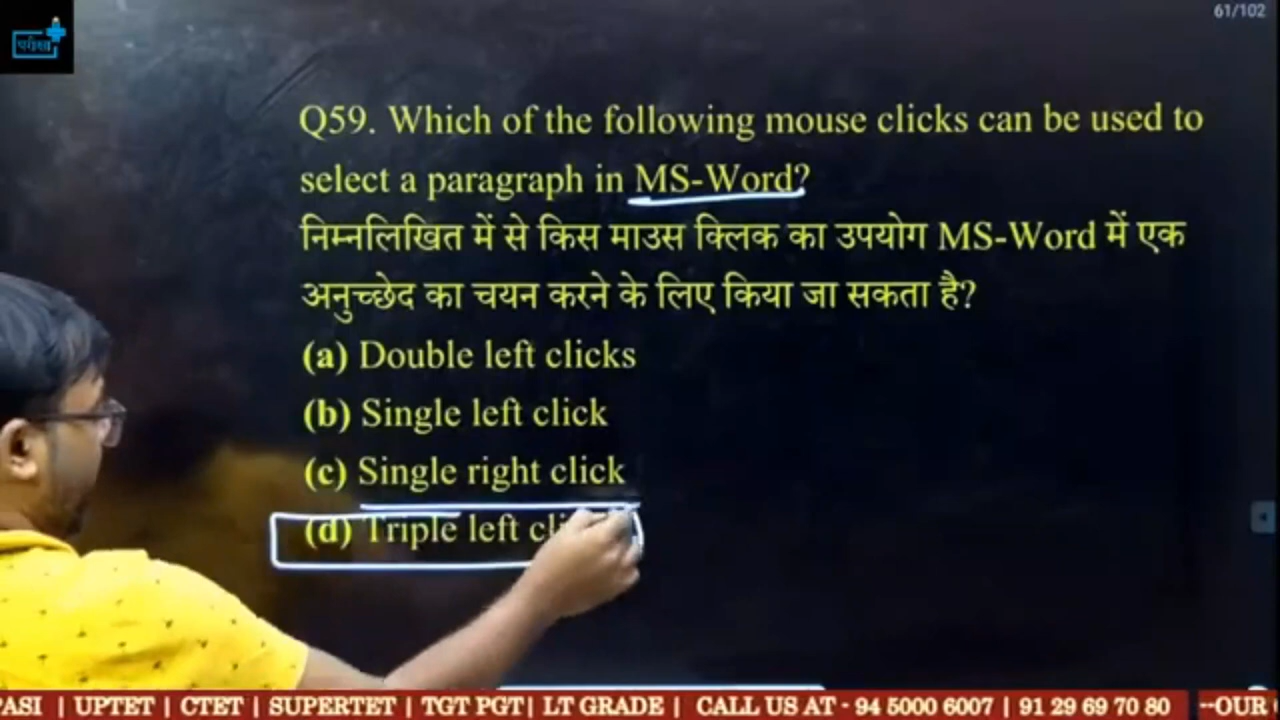 61/102
परीक्षा
Q59. Which of the following mouse clicks can be used to
select a paragraph in MS-Word?
निम्नलिखित में से किस माउस क्लिक का उपयोग MS-Word में एक
अनुच्छेद का चयन करने के लिए किया जा सकता है?
(a) Double left clicks
(b) Single left click
(c) Single right click
(d) Triple left
PASI | UPTET | CTET | SUPERTET | TGT PGT | LT GRADE | CALL US AT - 94 5000 6007 | 91 29 69 70 80 --OUR